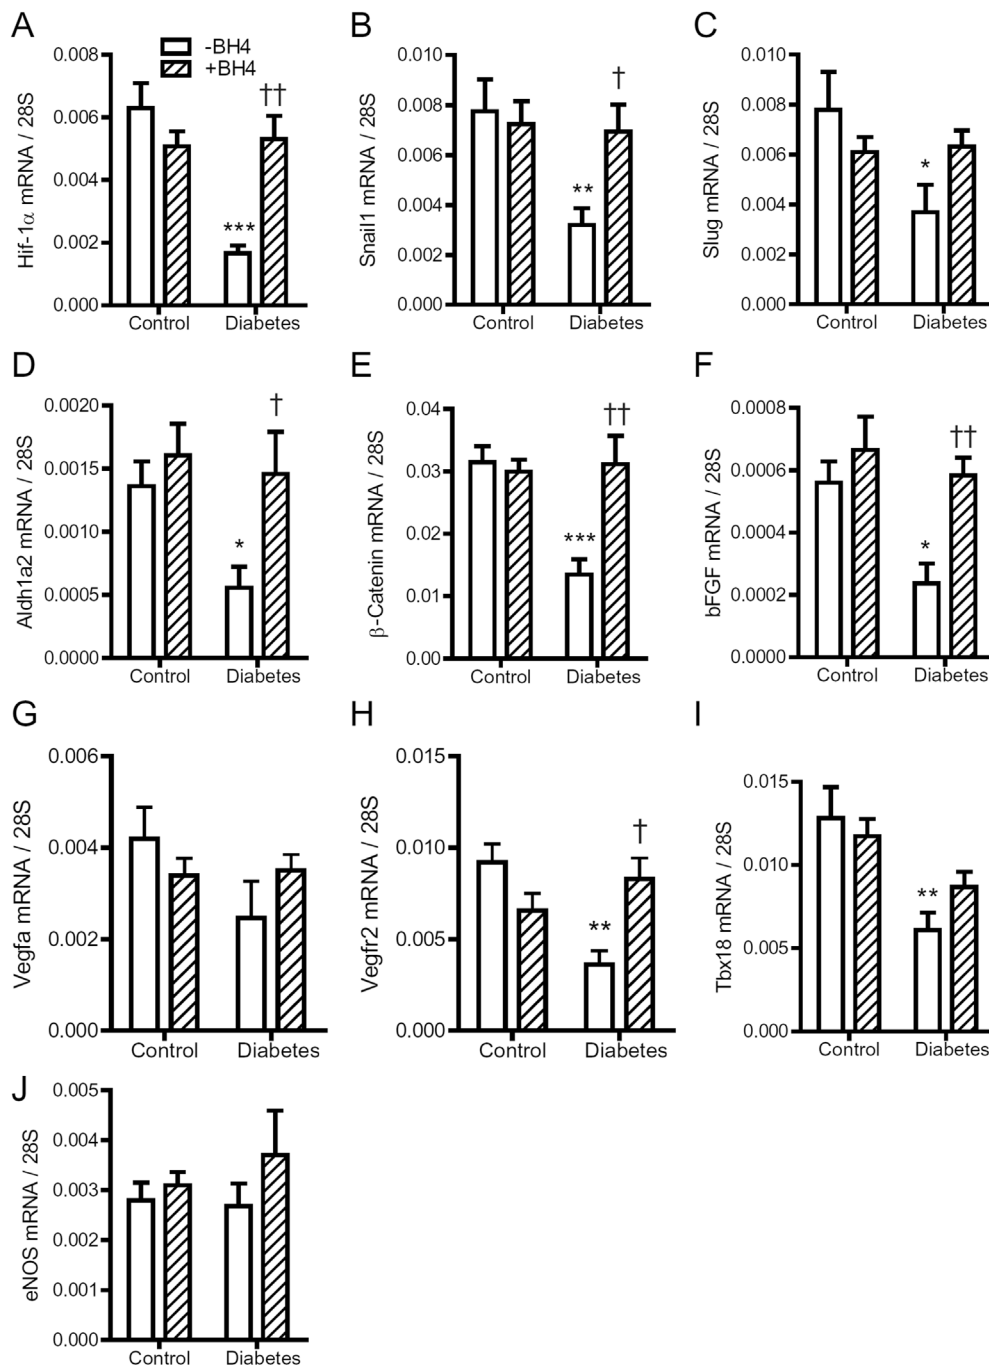 A
Hif-1α mRNA / 28S
0.008
0.006
0.004
0.002
0.000
-BH4
+BH4
***
††
Control
Diabetes
B
Snail1 mRNA / 28S
0.010
0.008
0.006
0.004
0.002
0.000
**
†
Control
Diabetes
C
Slug mRNA / 28S
0.010
0.008
0.006
0.004
0.002
0.000
*
Control
Diabetes
D
Aldh1a2 mRNA / 28S
0.0020
0.0015
0.0010
0.0005
0.0000
*
†
Control
Diabetes
E
β-Catenin mRNA / 28S
0.04
0.03
0.02
0.01
0.00
***
††
Control
Diabetes
F
bFGF mRNA / 28S
0.0008
0.0006
0.0004
0.0002
0.0000
*
††
Control
Diabetes
G
Vegfa mRNA / 28S
0.006
0.004
0.002
0.000
Control
Diabetes
H
Vegfr2 mRNA / 28S
0.015
0.010
0.005
0.000
**
†
Control
Diabetes
I
Tbx18 mRNA / 28S
0.015
0.010
0.005
0.000
**
Control
Diabetes
J
eNOS mRNA / 28S
0.005
0.004
0.003
0.002
0.001
0.000
Control
Diabetes